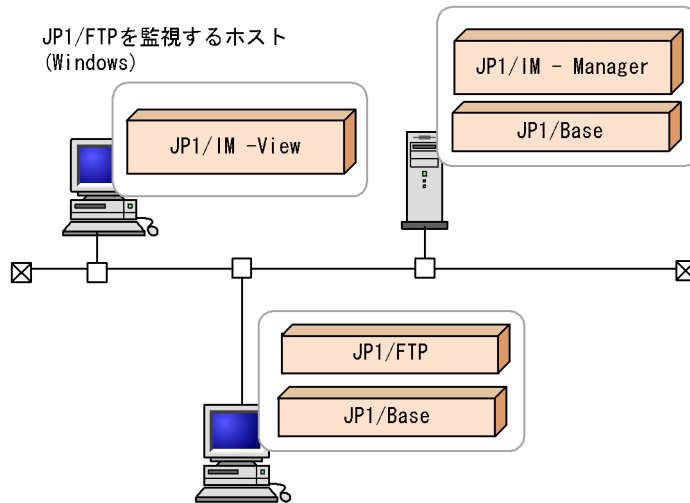 JP1/FTPを監視するホスト
(Windows)
JP1/IM -View
JP1/IM - Manager
JP1/Base
JP1/FTP
JP1/Base